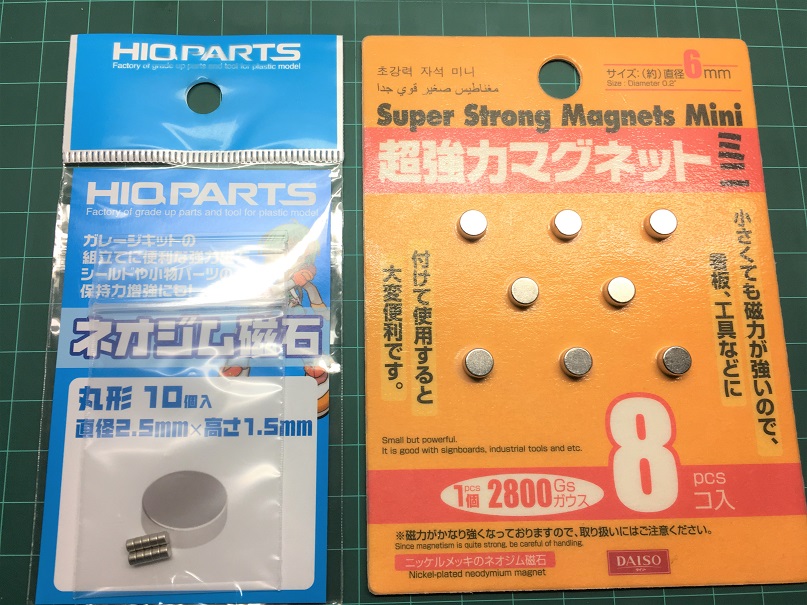 HIQPARTS
Factory of grade up parts and tool for plastic model
HIQPARTS
Factory of grade up parts and tool for plastic model
ガレージキットの
組立てに便利な強力
シールドや小物パーツの
保持力増強にも
ネオジム磁石
丸形 10個入
直径2.5mm×高さ1.5mm
초강력 자석 미니
مغناطيس صغير قوي جدا
サイズ:(約)直径6mm
Size : Diameter 0.2"
Super Strong Magnets Mini
超強力マグネットミニ
小さくても磁力が強いので、
看板、工具などに
付けて使用すると
大変便利です。
Small but powerful.
It is good with signboards, industrial tools and etc.
8pcs
コ入
1pcs
個 2800Gs
ガウス
※磁力がかなり強くなっておりますので、取り扱いにはご注意ください。
Since magnetism is quite strong, be careful of handling.
ニッケルメッキのネオジム磁石
Nickel-plated neodymium magnet
DAISO